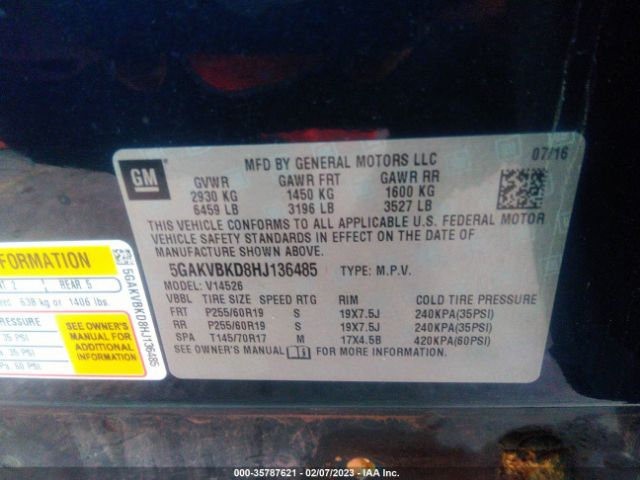 GM
MFD BY GENERAL MOTORS LLC
07/16
GVWR GAWR FRT GAWR RR
2930 KG 1450 KG 1600 KG
6459 LB 3196 LB 3527 LB
THIS VEHICLE CONFORMS TO ALL APPLICABLE U.S. FEDERAL MOTOR
VEHICLE SAFETY STANDARDS IN EFFECT ON THE DATE OF
MANUFACTURE SHOWN ABOVE.
5GAKVBKD8HJ136485 TYPE: M.P.V.
MODEL: V14526
VBBL TIRE SIZE SPEED RTG RIM COLD TIRE PRESSURE
FRT P255/60R19 S 19X7.5J 240KPA(35PSI)
RR P255/60R19 S 19X7.5J 240KPA(35PSI)
SPA T145/70R17 M 17X4.5B 420KPA(60PSI)
SEE OWNER'S MANUAL FOR MORE INFORMATION.
FORMATION
2 REAR 5
638 kg or 1406 lbs.
PRESSURE
35 PSI
35 PSI
60 PSI
SEE OWNER'S
MANUAL FOR
ADDITIONAL
INFORMATION
5GAKVBKD8HJ136485
000-35787621 - 02/07/2023 - IAA Inc.